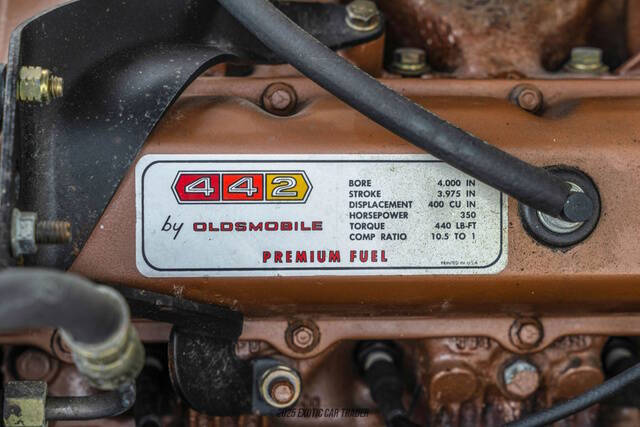 442
by OLDSMOBILE
BORE 4.000 IN
STROKE 3.975 IN
DISPLACEMENT 400 CU IN
HORSEPOWER 350
TORQUE 440 LB-FT
COMP RATIO 10.5 TO 1
PREMIUM FUEL
PRINTED IN U.S.A.
2025 EXOTIC CAR TRADER